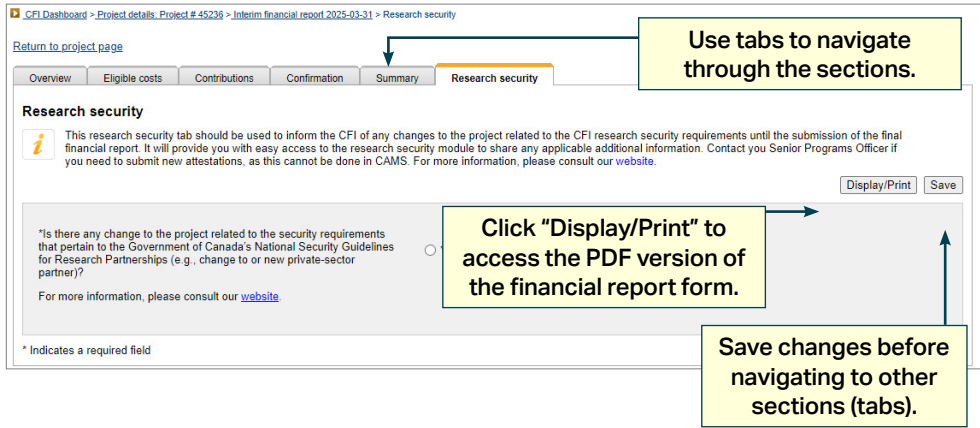 CFI Dashboard > Project details: Project # 45236 > Interim financial report 2025-03-31 > Research security
Return to project page
Use tabs to navigate
through the sections.
Overview Eligible costs Contributions Confirmation Summary Research security
Research security
This research security tab should be used to inform the CFI of any changes to the project related to the CFI research security requirements until the submission of the final
financial report. It will provide you with easy access to the research security module to share any applicable additional information. Contact you Senior Programs Officer if
you need to submit new attestations, as this cannot be done in CAMS. For more information, please consult our website.
Display/Print Save
*Is there any change to the project related to the security requirements
that pertain to the Government of Canada's National Security Guidelines
for Research Partnerships (e.g., change to or new private-sector
partner)?
For more information, please consult our website.
Click "Display/Print" to
access the PDF version of
the financial report form.
* Indicates a required field
Save changes before
navigating to other
sections (tabs).